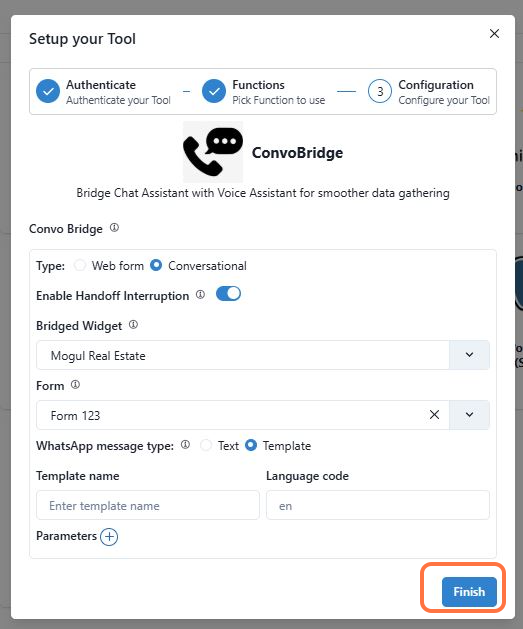 Setup your Tool
Authenticate
Authenticate your Tool
Functions
Pick Function to use
3
Configuration
Configure your Tool
ConvoBridge
Bridge Chat Assistant with Voice Assistant for smoother data gathering
Convo Bridge
Type: Web form Conversational
Enable Handoff Interruption
Bridged Widget
Mogul Real Estate
Form
Form 123
WhatsApp message type: Text Template
Template name Language code
Enter template name en
Parameters
Finish